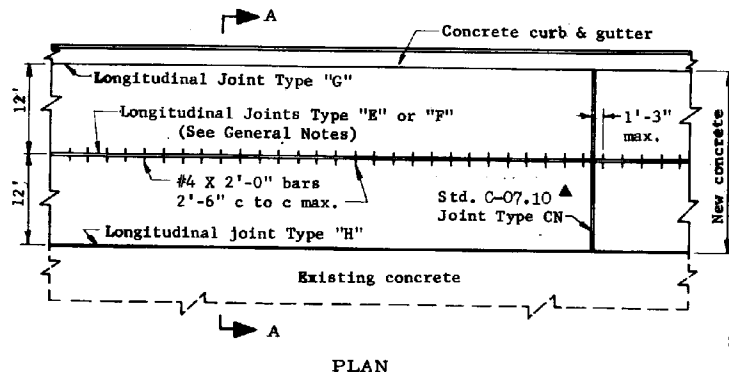 A
Concrete curb & gutter
Longitudinal Joint Type "G"
12'
Longitudinal Joints Type "E" or "F"
(See General Notes)
1'-3"
max.
#4 X 2'-0" bars
2'-6" c to c max.
12'
Std. C-07.10 ▲
Joint Type CN
New concrete
Longitudinal joint Type "H"
Existing concrete
A
PLAN